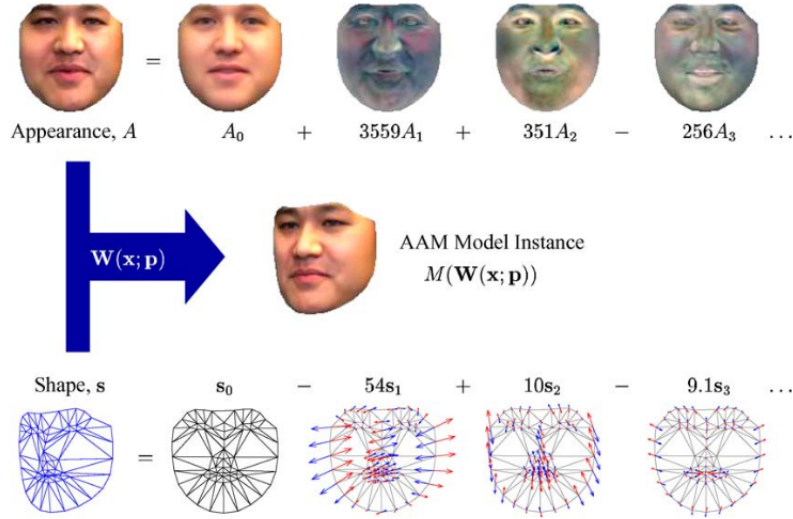 =
Appearance, A A₀ + 3559A₁ + 351A₂ − 256A₃ ...
W(x;p)
AAM Model Instance
M(W(x;p))
Shape, s s₀ − 54s₁ + 10s₂ − 9.1s₃ ...
=